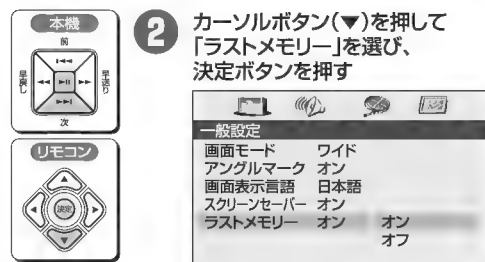 本機
前
早戻し
早送り
次
リモコン
決定
2
カーソルボタン(▼)を押して
「ラストメモリー」を選び、
決定ボタンを押す
一般設定
画面モード ワイド
アングルマーク オン
画面表示言語 日本語
スクリーンセーバー オン
ラストメモリー オン オン
オフ